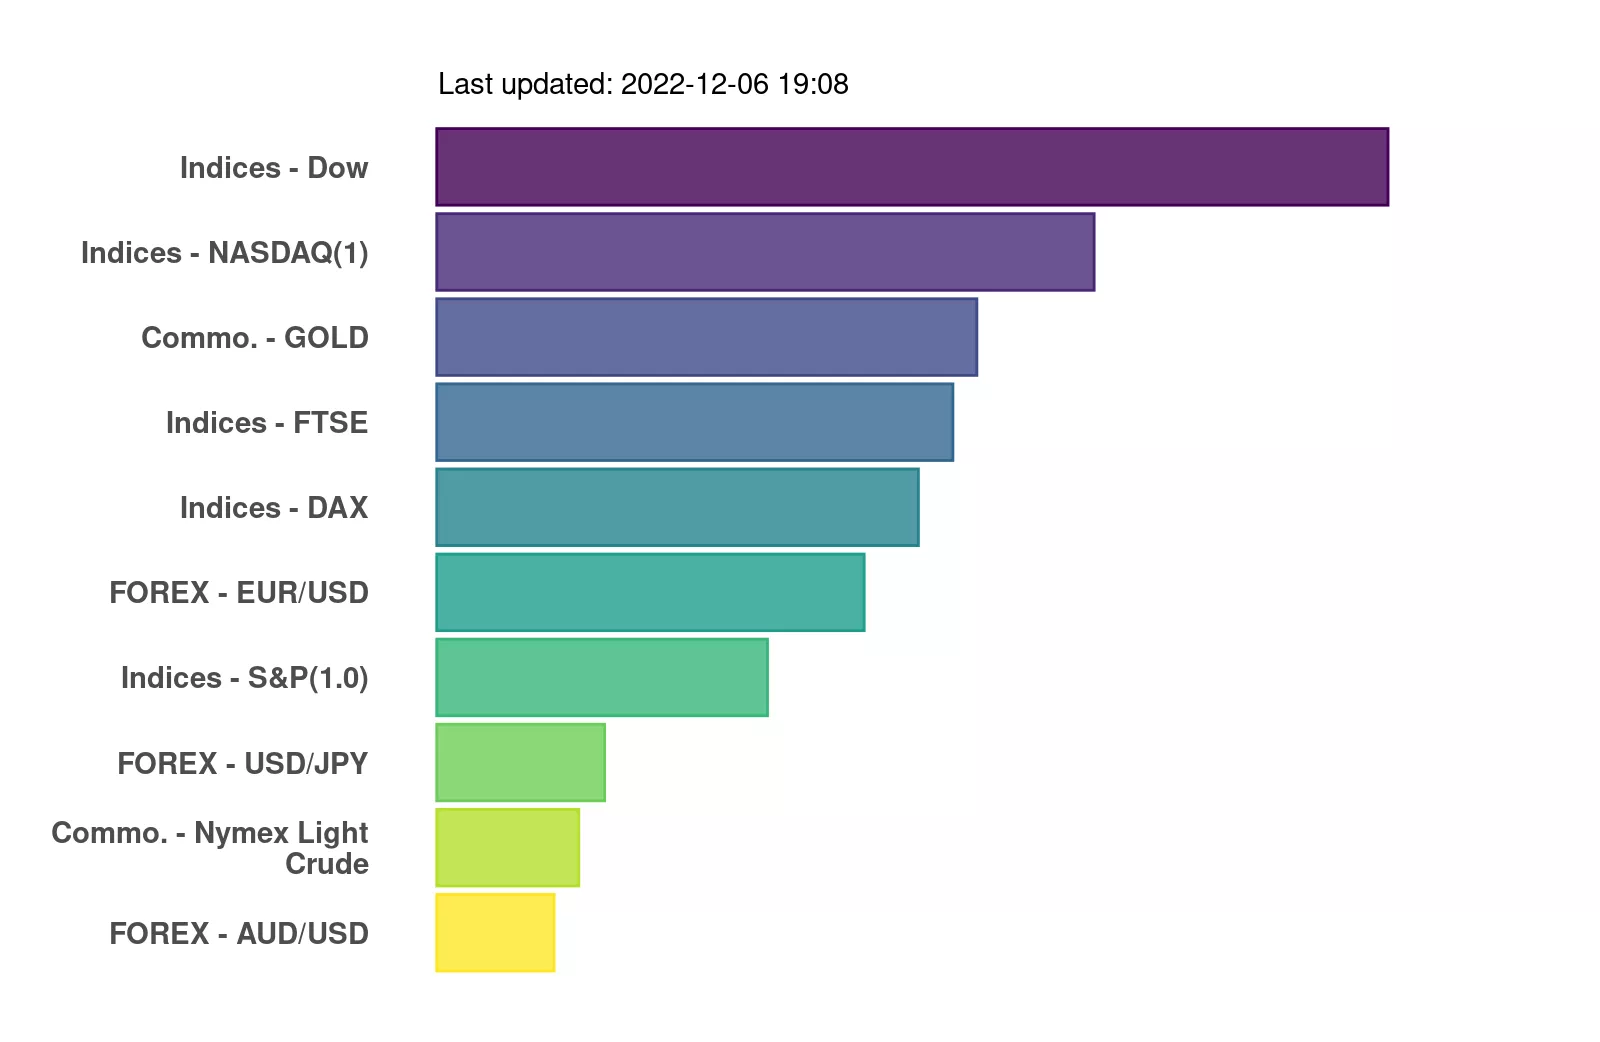 Last updated: 2022-12-06 19:08
Indices - Dow
Indices - NASDAQ(1)
Commo. - GOLD
Indices - FTSE
Indices - DAX
FOREX - EUR/USD
Indices - S&P(1.0)
FOREX - USD/JPY
Commo. - Nymex Light
Crude
FOREX - AUD/USD